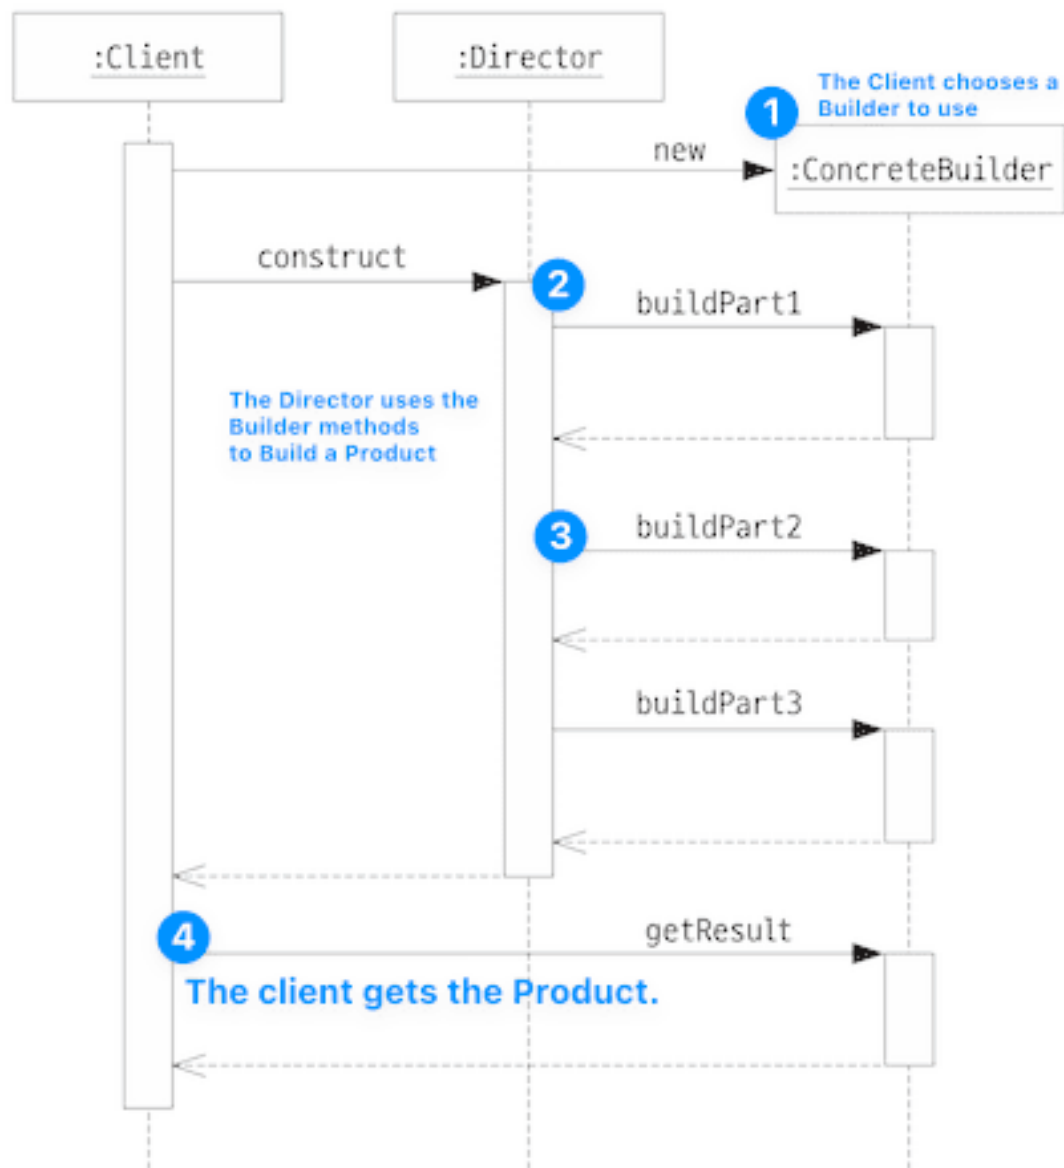 :Client
:Director
1
The Client chooses a
Builder to use
new
:ConcreteBuilder
construct
2
buildPart1
The Director uses the
Builder methods
to Build a Product
3
buildPart2
buildPart3
4
getResult
The client gets the Product.